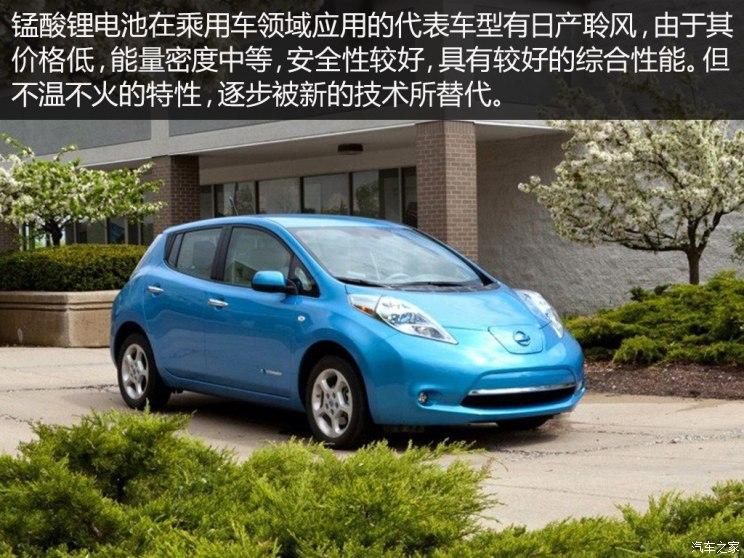 锰酸锂电池在乘用车领域应用的代表车型有日产聆风，由于其
价格低，能量密度中等，安全性较好，具有较好的综合性能。但
不温不火的特性，逐步被新的技术所替代。
汽车之家